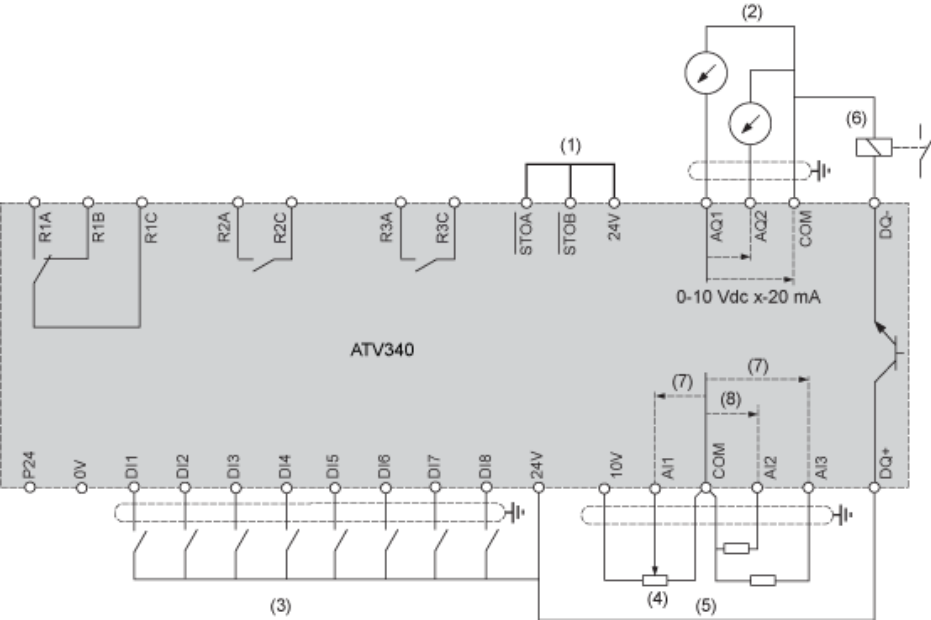 (2)
(6)
(1)
R1A
R1B
R1C
R2A
R2C
R3A
R3C
STOA
STOB
24V
AQ1
AQ2
COM
DQ-
0-10 Vdc x-20 mA
ATV340
(7)
(7)
(8)
P24
0V
DI1
DI2
DI3
DI4
DI5
DI6
DI7
DI8
24V
10V
AI1
COM
AI2
AI3
DQ+
(3)
(4)
(5)